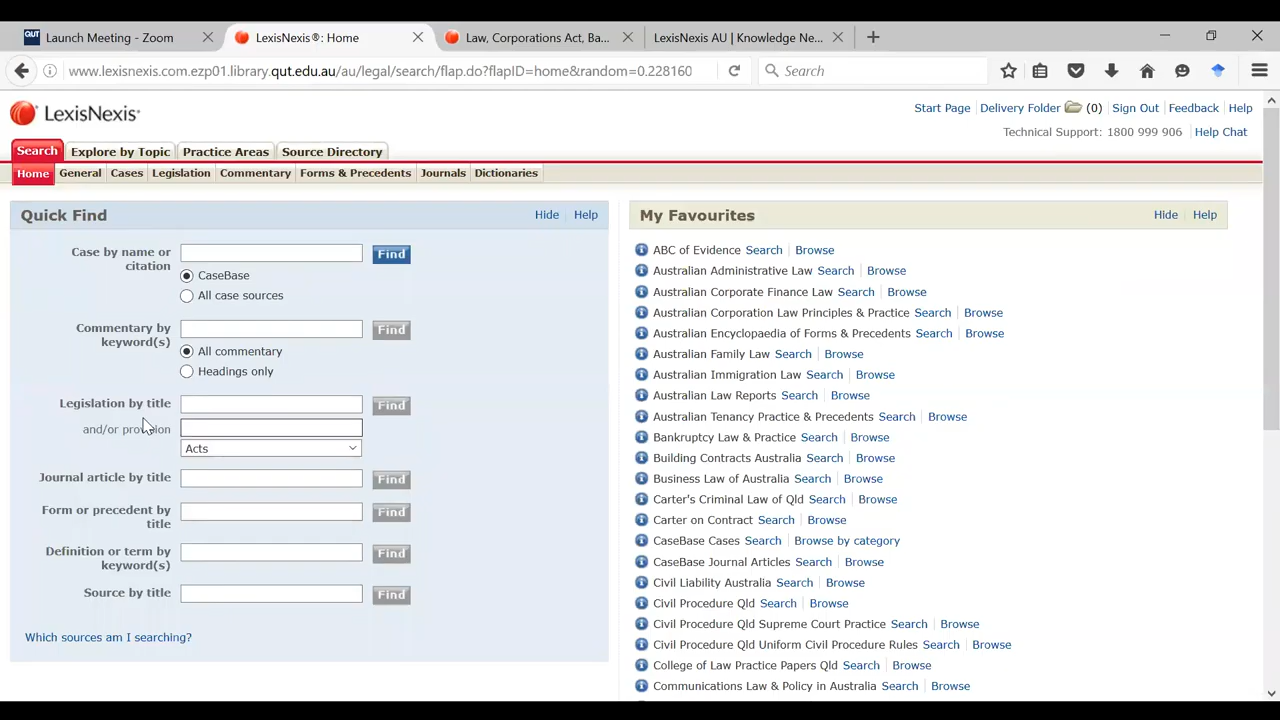 QUT Launch Meeting - Zoom
LexisNexis®: Home
Law, Corporations Act, Ba...
LexisNexis AU | Knowledge Ne...
www.lexisnexis.com.ezp01.library.qut.edu.au/au/legal/search/flap.do?flapID=home&random=0.228160
Search
LexisNexis®
Start Page Delivery Folder (0) Sign Out Feedback Help
Technical Support: 1800 999 906 Help Chat
Search Explore by Topic Practice Areas Source Directory
Home General Cases Legislation Commentary Forms & Precedents Journals Dictionaries
Quick Find Hide Help
Case by name or citation Find
CaseBase
All case sources
Commentary by keyword(s) Find
All commentary
Headings only
Legislation by title Find
and/or provision
Acts
Journal article by title Find
Form or precedent by title Find
Definition or term by keyword(s) Find
Source by title Find
Which sources am I searching?
My Favourites Hide Help
ABC of Evidence Search Browse
Australian Administrative Law Search Browse
Australian Corporate Finance Law Search Browse
Australian Corporation Law Principles & Practice Search Browse
Australian Encyclopaedia of Forms & Precedents Search Browse
Australian Family Law Search Browse
Australian Immigration Law Search Browse
Australian Law Reports Search Browse
Australian Tenancy Practice & Precedents Search Browse
Bankruptcy Law & Practice Search Browse
Building Contracts Australia Search Browse
Business Law of Australia Search Browse
Carter's Criminal Law of Qld Search Browse
Carter on Contract Search Browse
CaseBase Cases Search Browse by category
CaseBase Journal Articles Search Browse
Civil Liability Australia Search Browse
Civil Procedure Qld Search Browse
Civil Procedure Qld Supreme Court Practice Search Browse
Civil Procedure Qld Uniform Civil Procedure Rules Search Browse
College of Law Practice Papers Qld Search Browse
Communications Law & Policy in Australia Search Browse